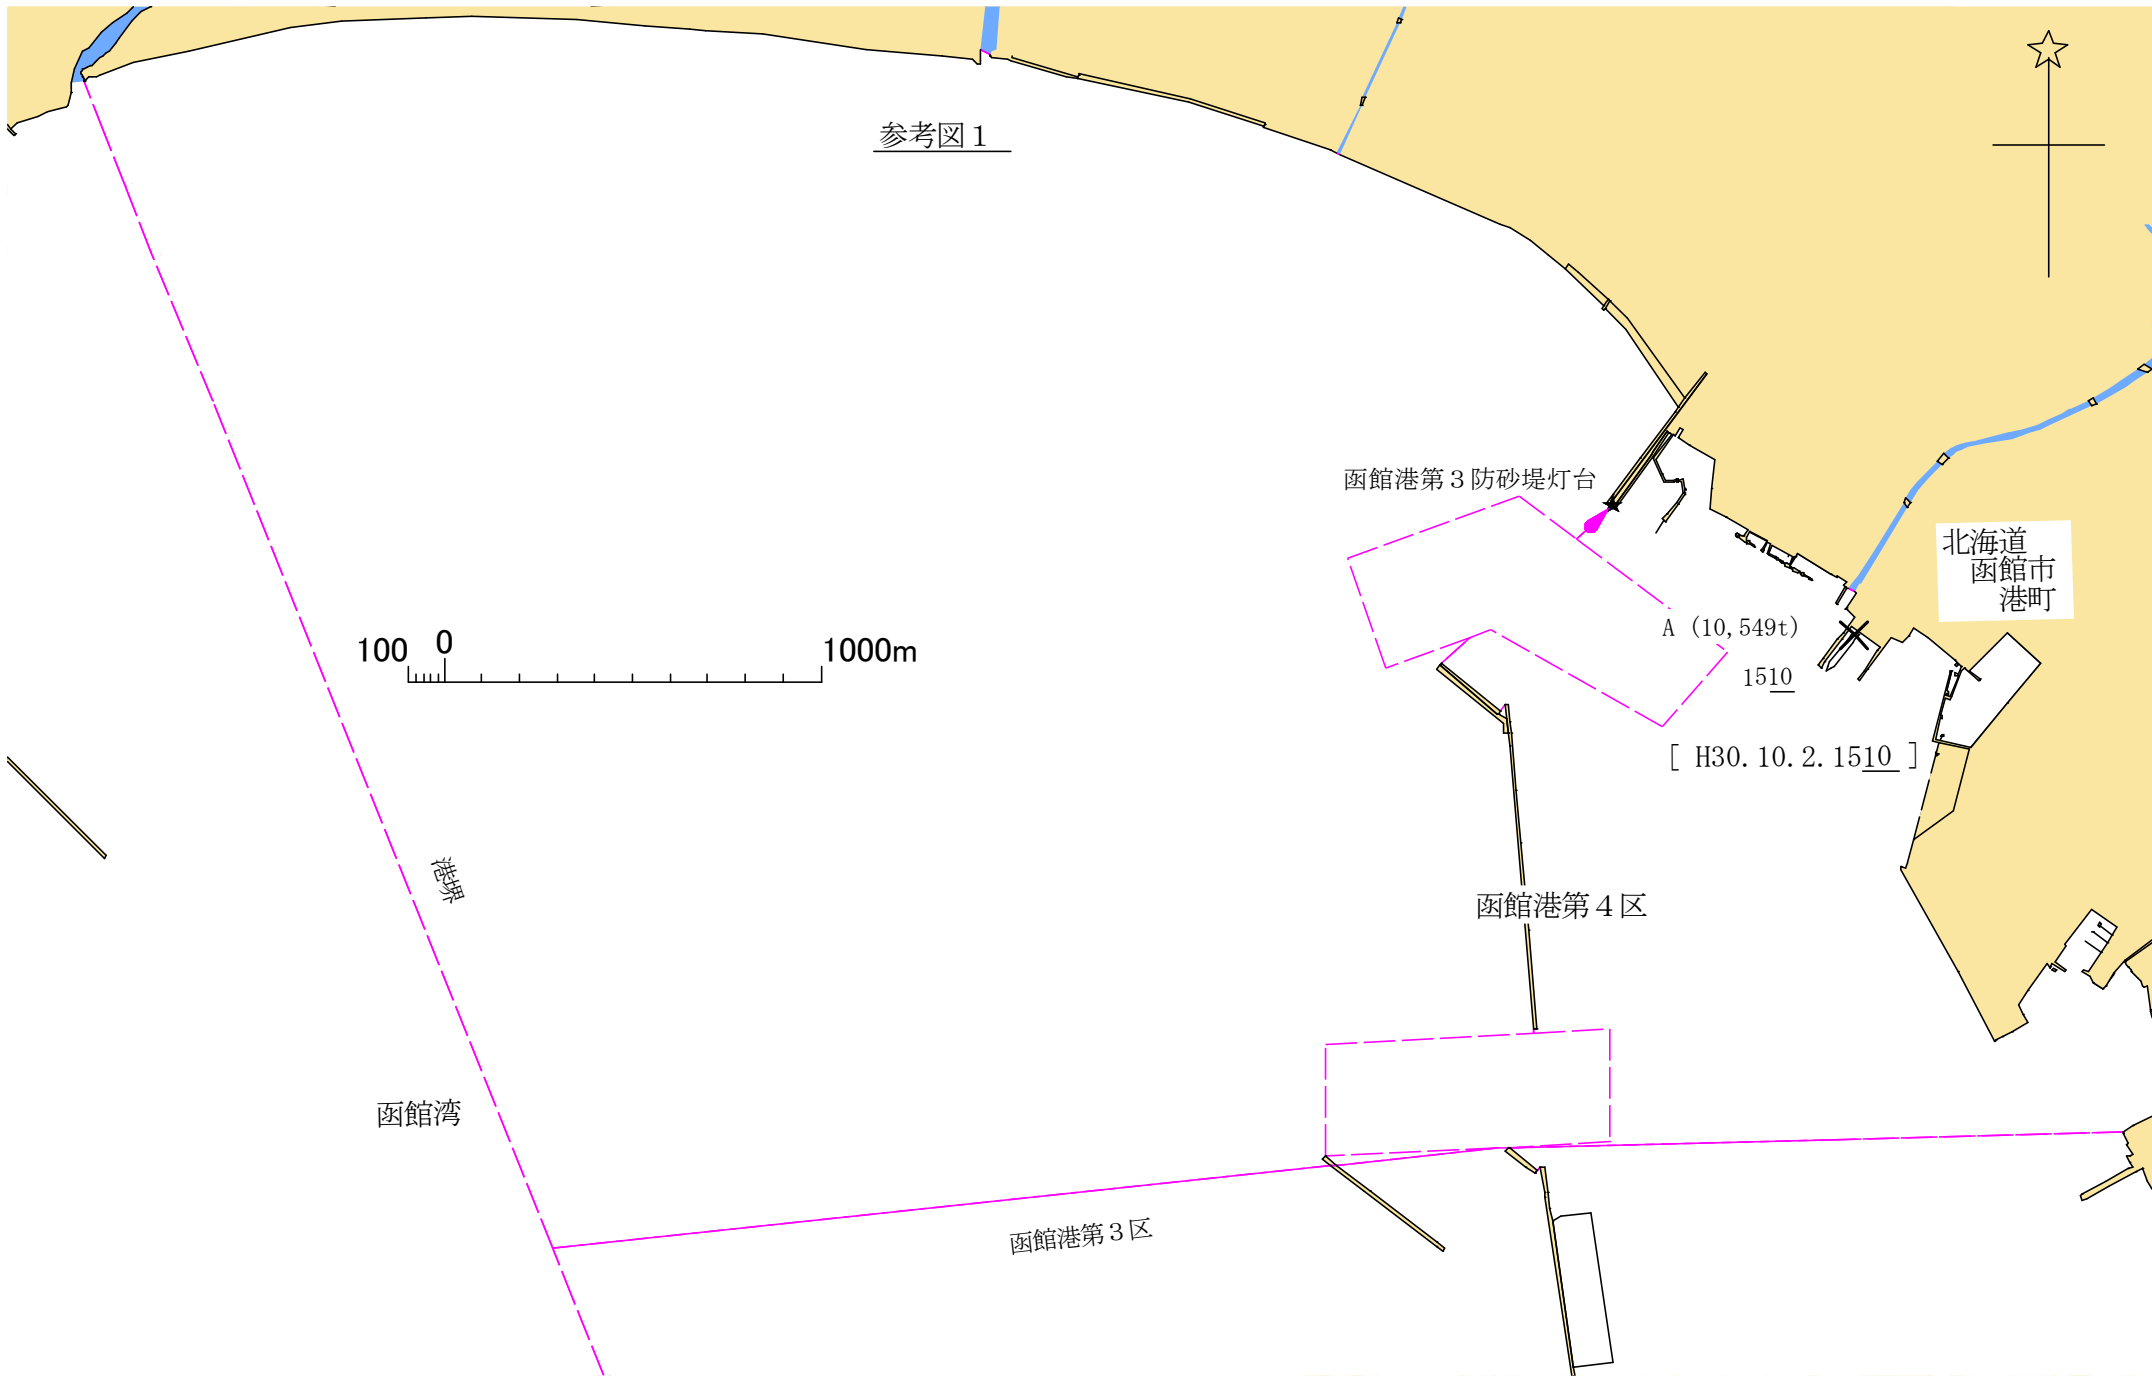 参考図１
函館港第３防砂堤灯台
北海道
函館市
港町
A (10,549t)
1510
100 0 1000m
[ H30.10.2.1510 ]
港堺
函館港第４区
函館湾
函館港第３区